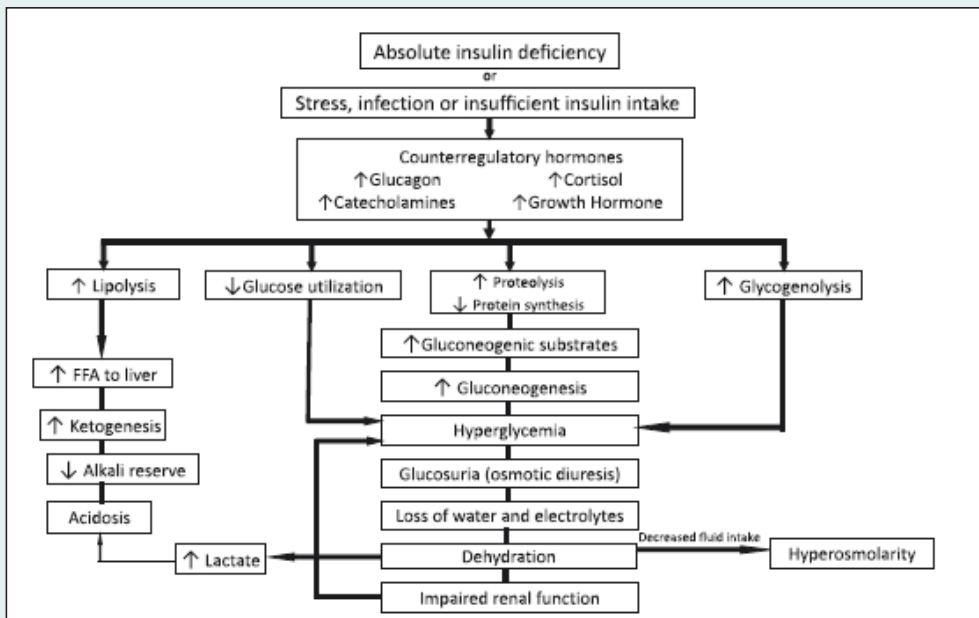 Absolute insulin deficiency
or
Stress, infection or insufficient insulin intake
Counterregulatory hormones
↑Glucagon ↑Cortisol
↑Catecholamines ↑Growth Hormone
↑ Lipolysis
↓Glucose utilization
↑ Proteolysis
↓ Protein synthesis
↑ Glycogenolysis
↑Gluconeogenic substrates
↑ FFA to liver
↑ Gluconeogenesis
↑ Ketogenesis
Hyperglycemia
↓ Alkali reserve
Glucosuria (osmotic diuresis)
Acidosis
Loss of water and electrolytes
Decreased fluid intake
↑ Lactate
Dehydration
Hyperosmolarity
Impaired renal function